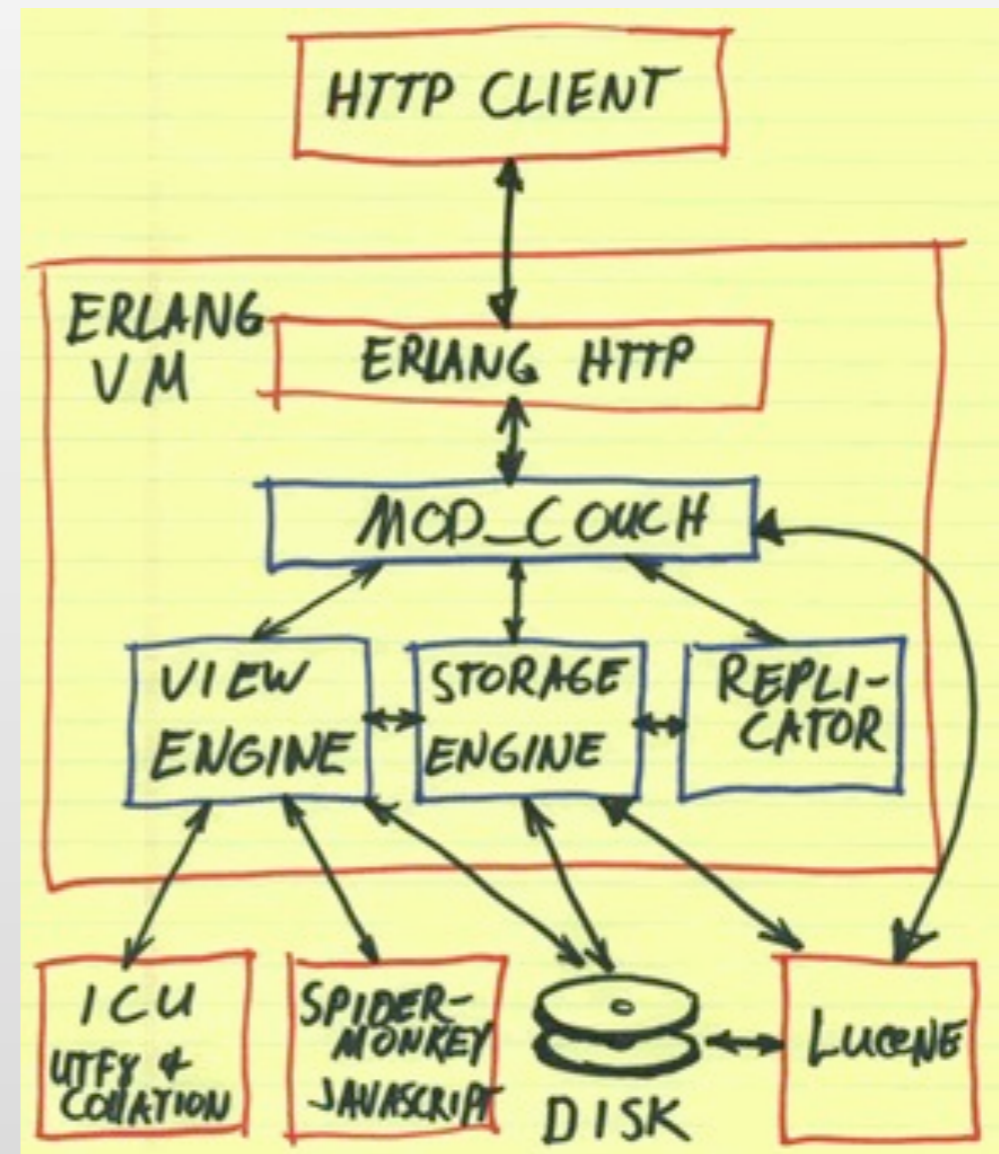 HTTP CLIENT
ERLANG
VM
ERLANG HTTP
MOD_COUCH
VIEW
ENGINE
STORAGE
ENGINE
REPLI-
CATOR
ICU
UTF8 &
COLLATION
SPIDER-
MONKEY
JAVASCRIPT
DISK
LUCENE